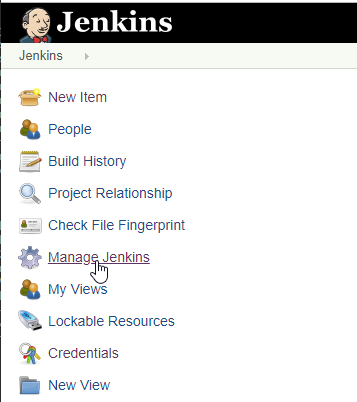 Jenkins
Jenkins
New Item
People
Build History
Project Relationship
Check File Fingerprint
Manage Jenkins
My Views
Lockable Resources
Credentials
New View